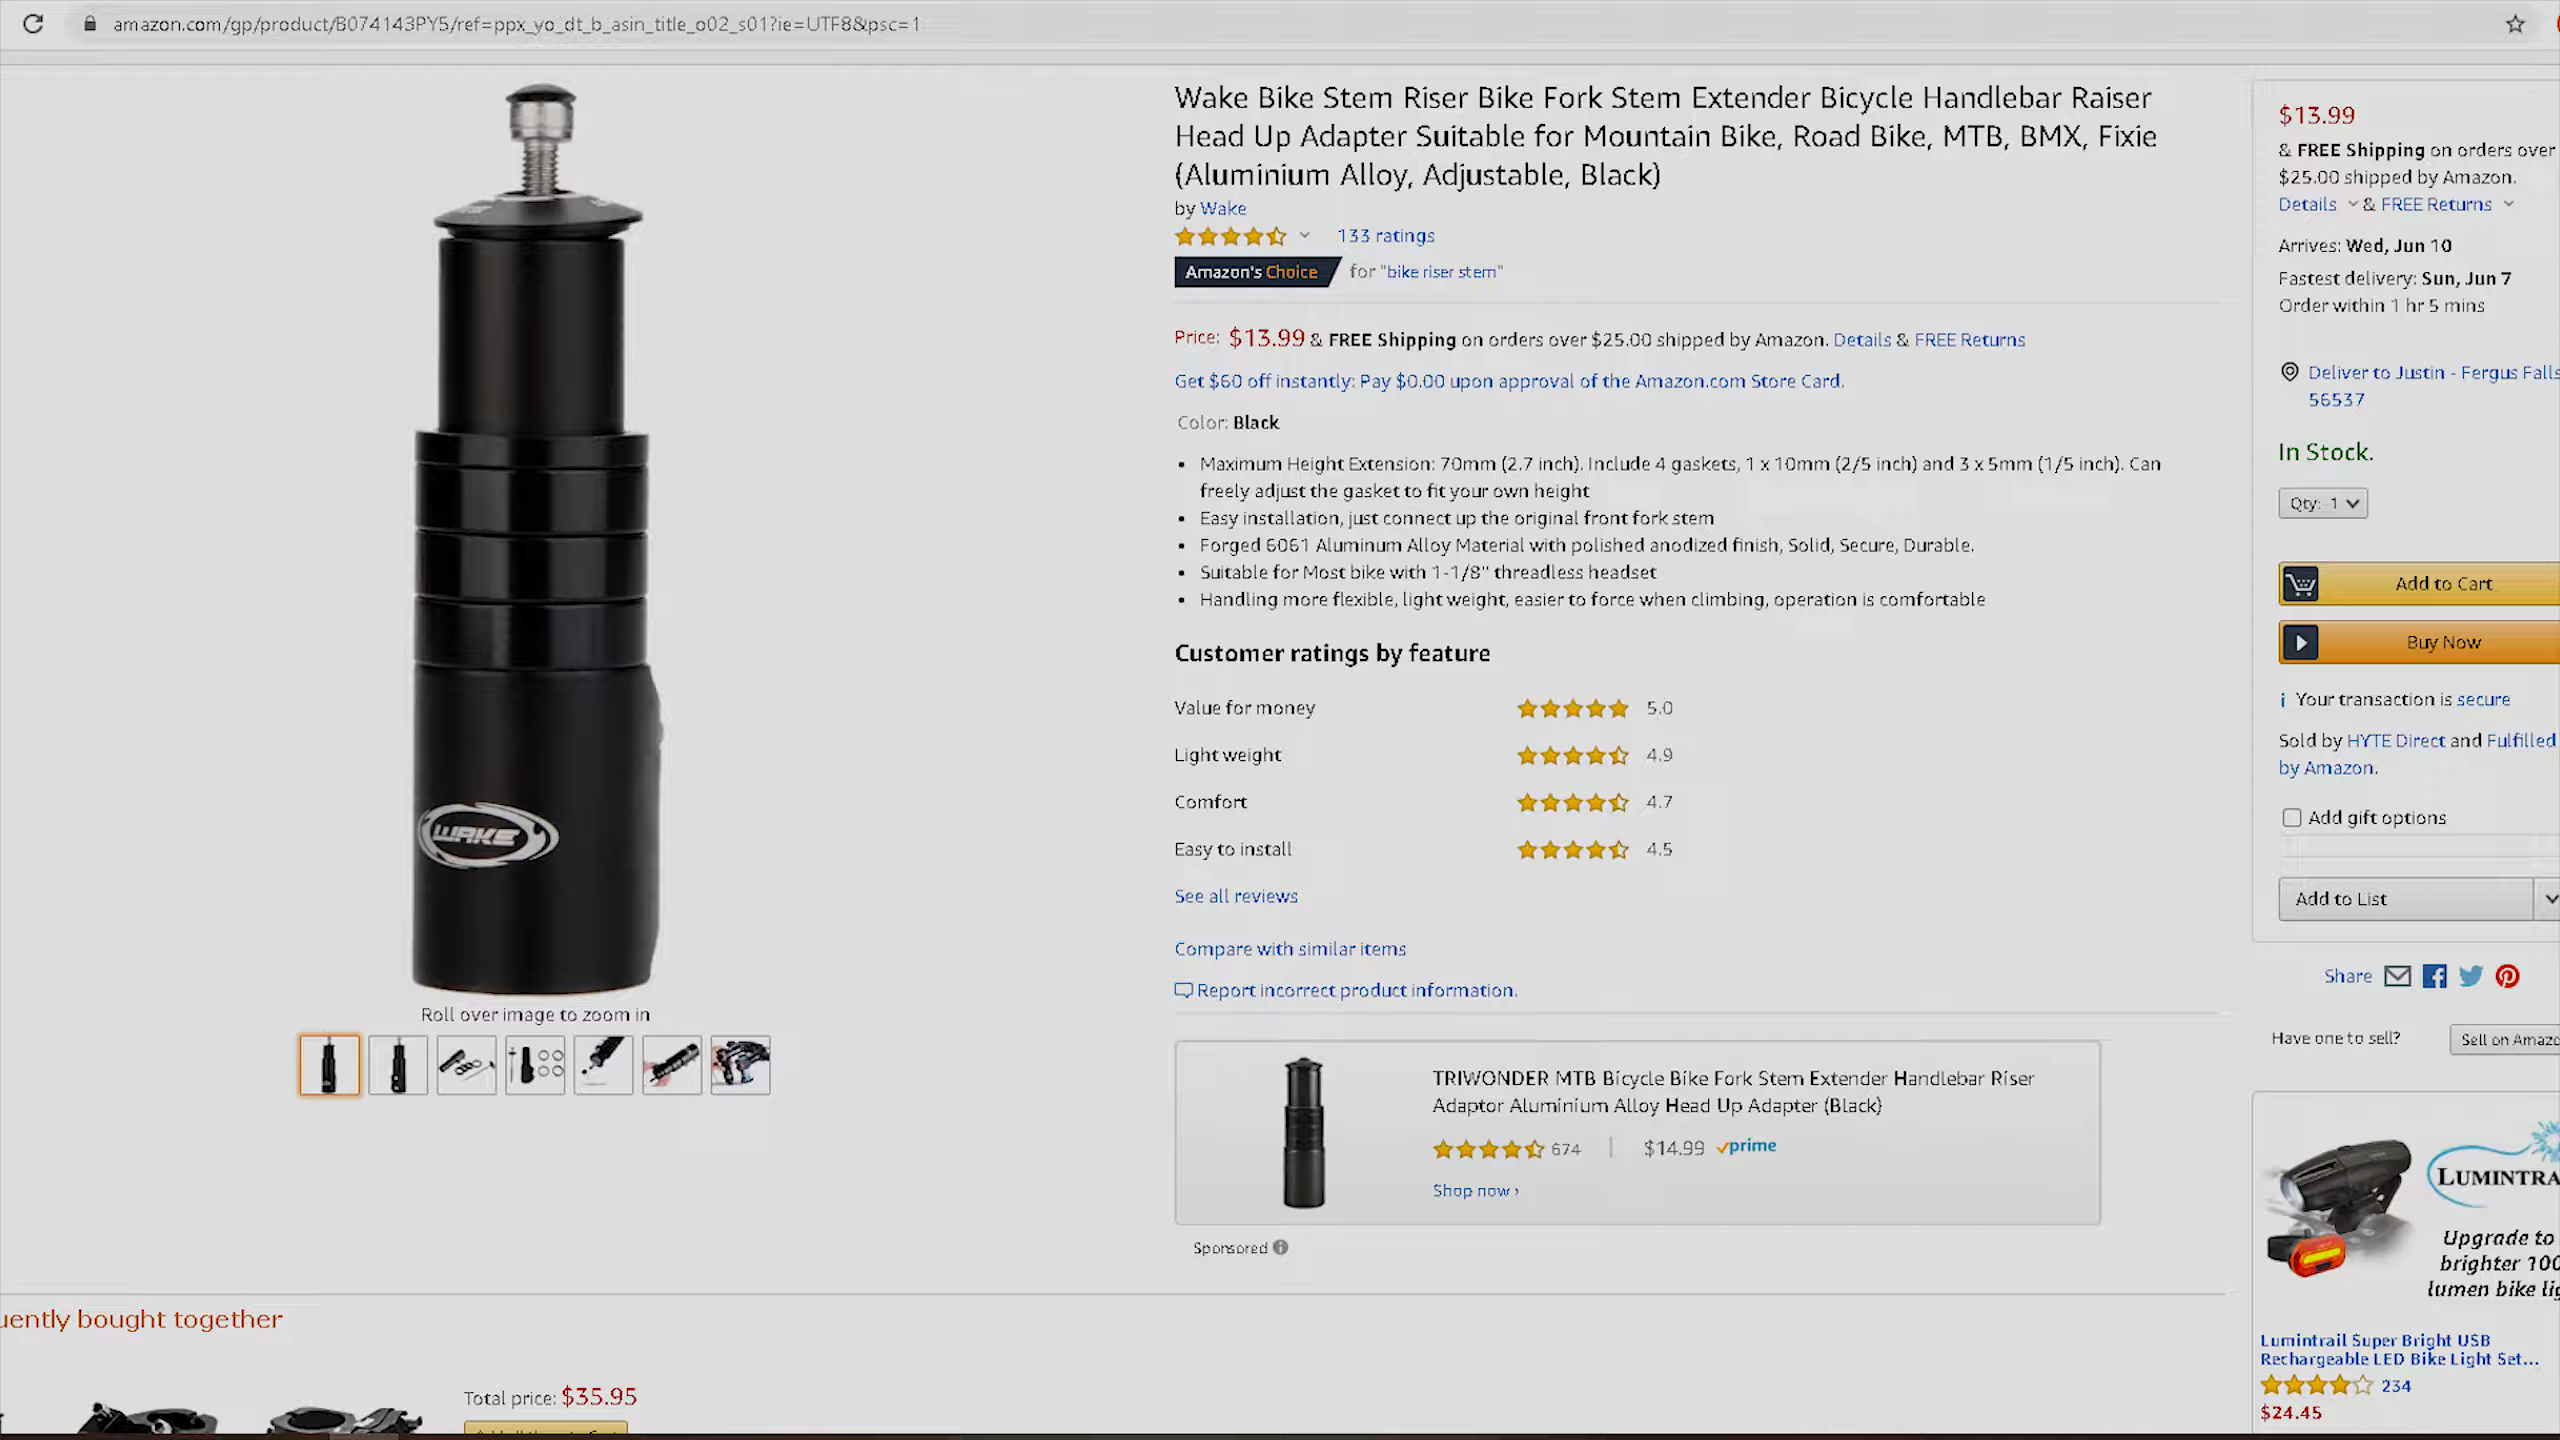 amazon.com/gp/product/B074143PY5/ref=ppx_yo_dt_b_asin_title_o02_s01?ie=UTF8&psc=1
WAKE
Roll over image to zoom in
Wake Bike Stem Riser Bike Fork Stem Extender Bicycle Handlebar Raiser
Head Up Adapter Suitable for Mountain Bike, Road Bike, MTB, BMX, Fixie
(Aluminium Alloy, Adjustable, Black)
by Wake
133 ratings
Amazon's Choice for "bike riser stem"
Price: $13.99 & FREE Shipping on orders over $25.00 shipped by Amazon. Details & FREE Returns
Get $60 off instantly: Pay $0.00 upon approval of the Amazon.com Store Card.
Color: Black
• Maximum Height Extension: 70mm (2.7 inch). Include 4 gaskets, 1 x 10mm (2/5 inch) and 3 x 5mm (1/5 inch). Can
freely adjust the gasket to fit your own height
• Easy installation, just connect up the original front fork stem
• Forged 6061 Aluminum Alloy Material with polished anodized finish, Solid, Secure, Durable.
• Suitable for Most bike with 1-1/8" threadless headset
• Handling more flexible, light weight, easier to force when climbing, operation is comfortable
Customer ratings by feature
Value for money 5.0
Light weight 4.9
Comfort 4.7
Easy to install 4.5
See all reviews
Compare with similar items
Report incorrect product information.
TRIWONDER MTB Bicycle Bike Fork Stem Extender Handlebar Riser
Adaptor Aluminium Alloy Head Up Adapter (Black)
674 | $14.99 prime
Shop now ›
Sponsored
$13.99
& FREE Shipping on orders over
$25.00 shipped by Amazon.
Details & FREE Returns
Arrives: Wed, Jun 10
Fastest delivery: Sun, Jun 7
Order within 1 hr 5 mins
Deliver to Justin - Fergus Falls
56537
In Stock.
Qty: 1
Add to Cart
Buy Now
Your transaction is secure
Sold by HYTE Direct and Fulfilled
by Amazon.
Add gift options
Add to List
Share
Have one to sell? Sell on Amazo
LUMINTRA
Upgrade to
brighter 100
lumen bike lig
Lumintrail Super Bright USB
Rechargeable LED Bike Light Set...
234
$24.45
uently bought together
Total price: $35.95